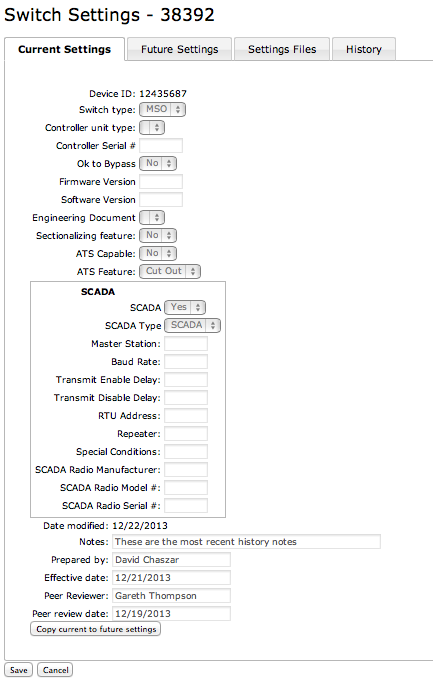 Switch Settings - 38392
Current Settings Future Settings Settings Files History
Device ID: 12435687
Switch type: MSO
Controller unit type:
Controller Serial #
Ok to Bypass No
Firmware Version
Software Version
Engineering Document
Sectionalizing feature: No
ATS Capable: No
ATS Feature: Cut Out
SCADA
SCADA Yes
SCADA Type SCADA
Master Station:
Baud Rate:
Transmit Enable Delay:
Transmit Disable Delay:
RTU Address:
Repeater:
Special Conditions:
SCADA Radio Manufacturer:
SCADA Radio Model #:
SCADA Radio Serial #:
Date modified: 12/22/2013
Notes: These are the most recent history notes
Prepared by: David Chaszar
Effective date: 12/21/2013
Peer Reviewer: Gareth Thompson
Peer review date: 12/19/2013
Copy current to future settings
Save Cancel